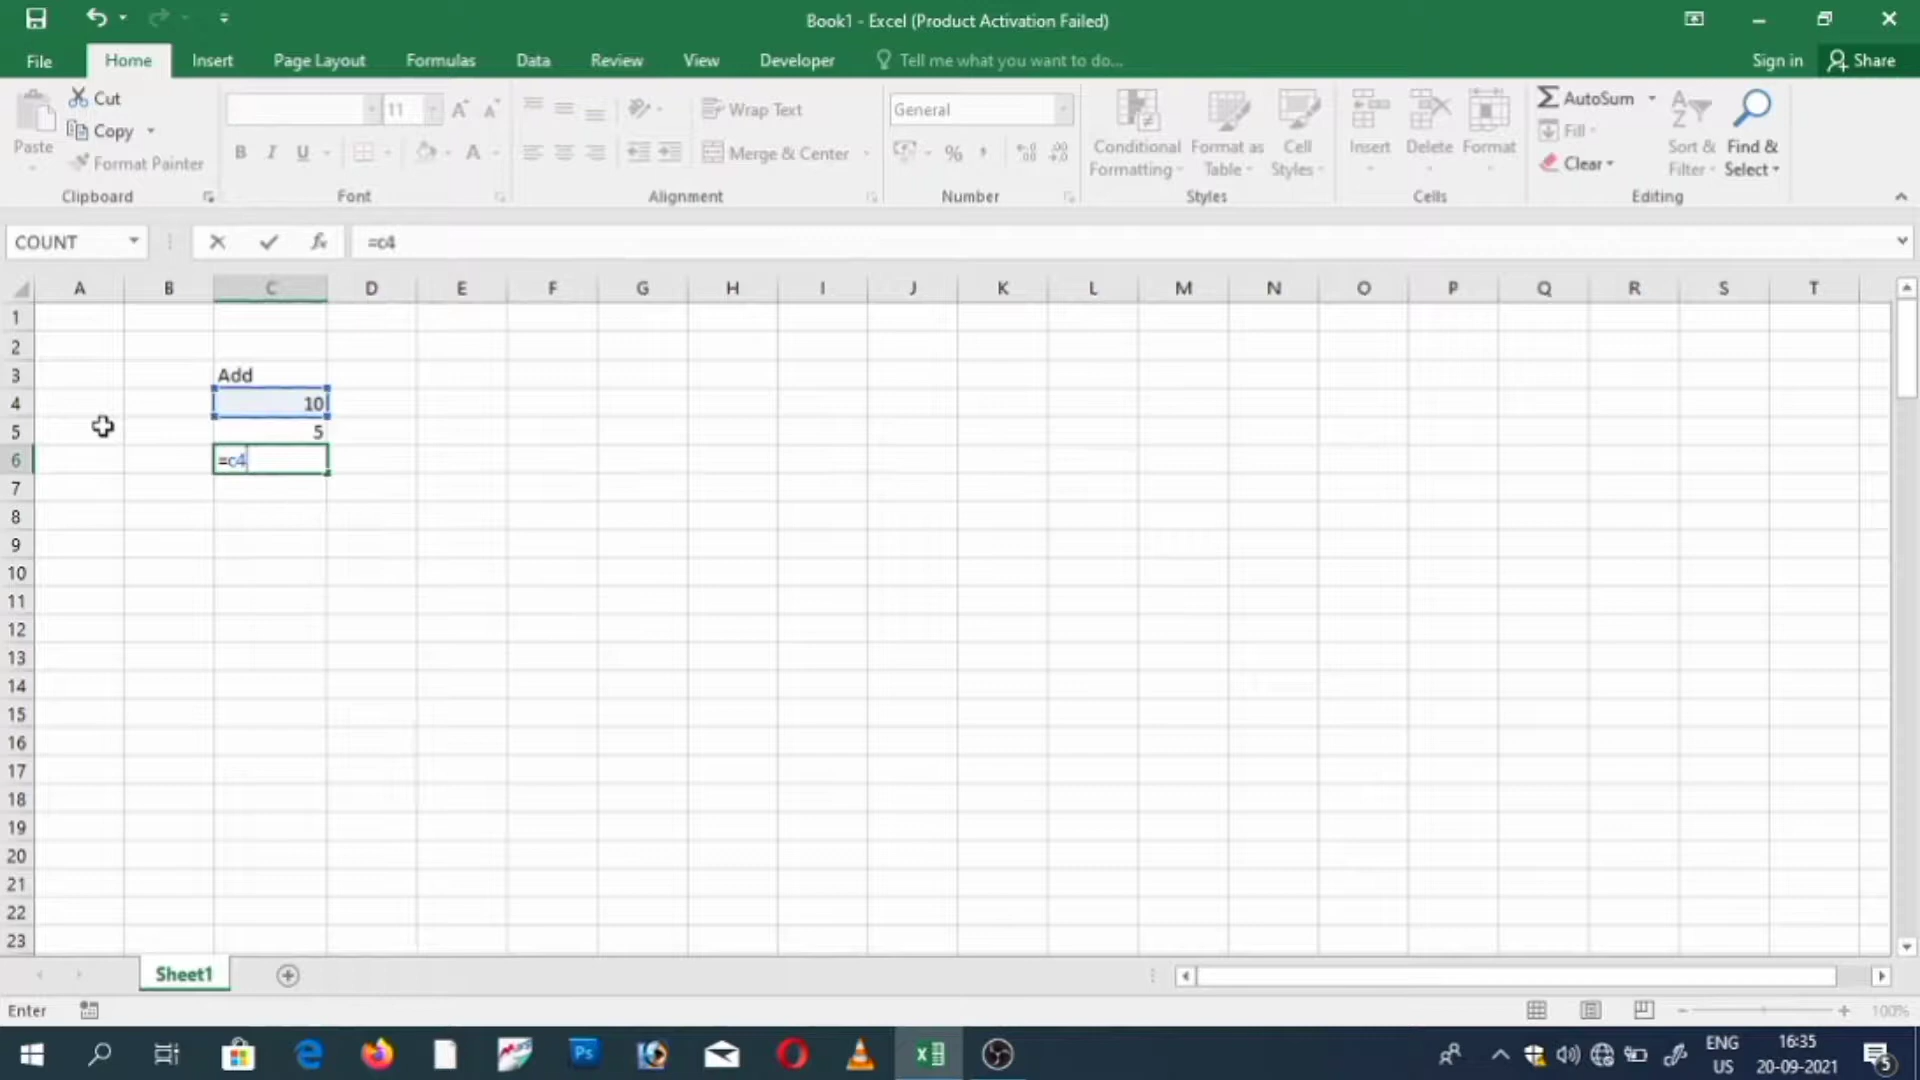 Book1 - Excel (Product Activation Failed)
File Home Insert Page Layout Formulas Data Review View Developer Tell me what you want to do... Sign in Share
Paste
Cut
Copy
Format Painter
Clipboard
11
B I U A
Font
Wrap Text
Merge & Center
Alignment
General
%
Number
Conditional Formatting
Format as Table
Cell Styles
Styles
Insert Delete Format
Cells
AutoSum
Fill
Clear
Sort & Filter
Find & Select
Editing
COUNT fx =c4
A B C D E F G H I J K L M N O P Q R S T
1
2
3 Add
4 10
5 5
6 =c4
7
8
9
10
11
12
13
14
15
16
17
18
19
20
21
22
23
Sheet1
Enter 100%
Ps
ENG US
16:35
20-09-2021
5